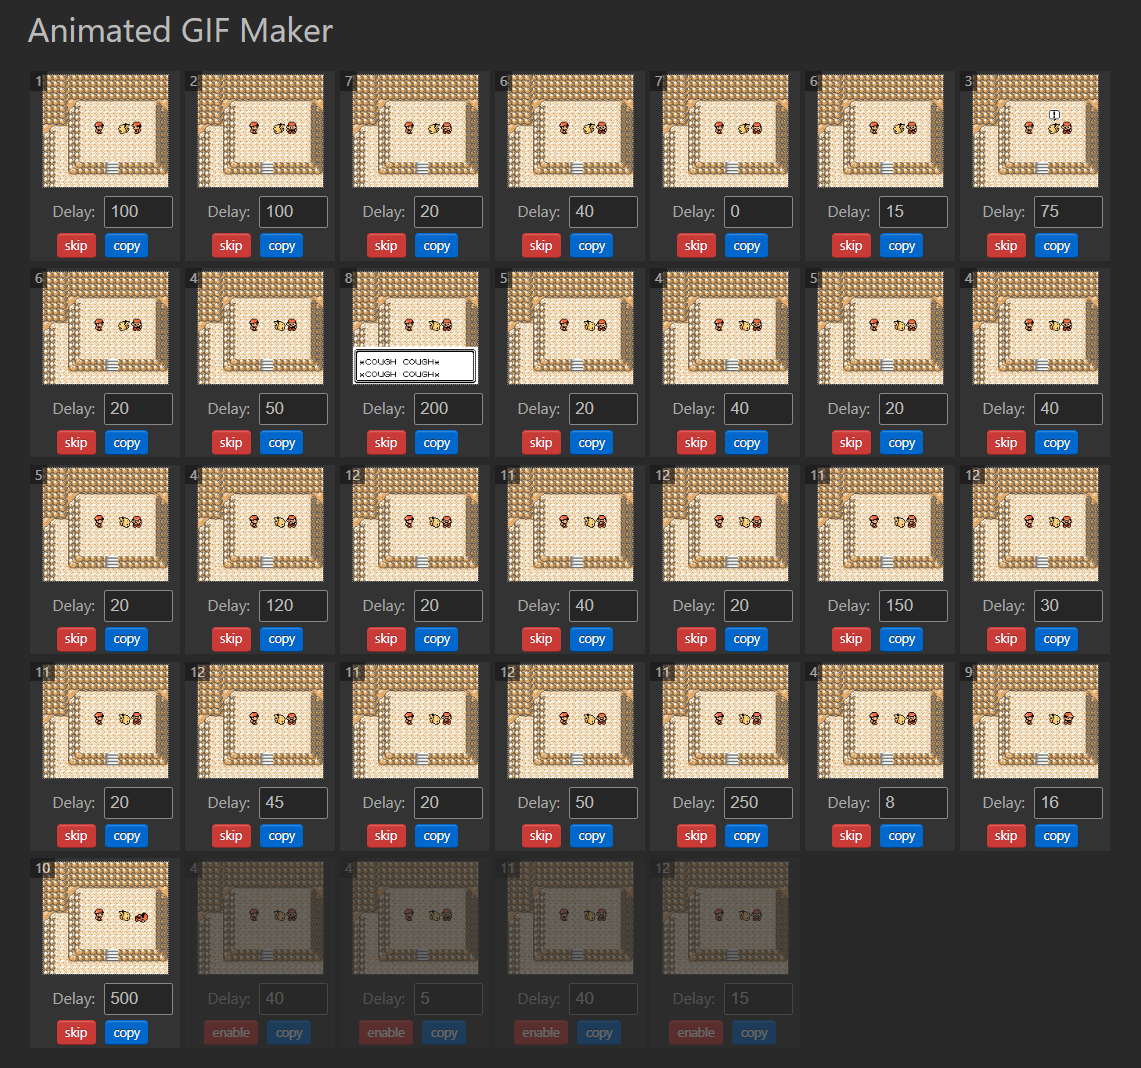 Animated GIF Maker
1 2 7 6 7 6 3
!
Delay: 100 Delay: 100 Delay: 20 Delay: 40 Delay: 0 Delay: 15 Delay: 75
skip copy skip copy skip copy skip copy skip copy skip copy skip copy
6 4 8 5 4 5 4
*COUGH COUGH*
*COUGH COUGH*
Delay: 20 Delay: 50 Delay: 200 Delay: 20 Delay: 40 Delay: 20 Delay: 40
skip copy skip copy skip copy skip copy skip copy skip copy skip copy
5 4 12 11 12 11 12
Delay: 20 Delay: 120 Delay: 20 Delay: 40 Delay: 20 Delay: 150 Delay: 30
skip copy skip copy skip copy skip copy skip copy skip copy skip copy
11 12 11 12 11 4 9
Delay: 20 Delay: 45 Delay: 20 Delay: 50 Delay: 250 Delay: 8 Delay: 16
skip copy skip copy skip copy skip copy skip copy skip copy skip copy
10 4 4 11 12
Delay: 500 Delay: 40 Delay: 5 Delay: 40 Delay: 15
skip copy enable copy enable copy enable copy enable copy